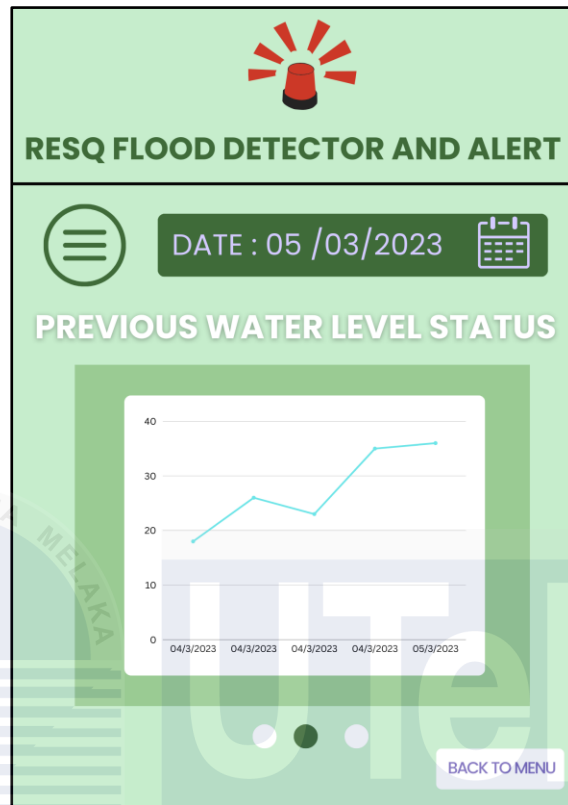 RESQ FLOOD DETECTOR AND ALERT
DATE : 05 /03/2023
PREVIOUS WATER LEVEL STATUS
40
30
20
10
0
04/3/2023 04/3/2023 04/3/2023 04/3/2023 05/3/2023
A MELAKA
UTe
BACK TO MENU